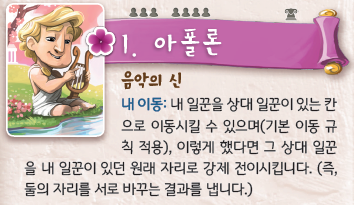 1. 아폴론
음악의 신
내 이동: 내 일꾼을 상대 일꾼이 있는 칸
으로 이동시킬 수 있으며(기본 이동 규
칙 적용), 이렇게 했다면 그 상대 일꾼
을 내 일꾼이 있던 원래 자리로 강제 전이시킵니다. (즉,
둘의 자리를 서로 바꾸는 결과를 냅니다.)